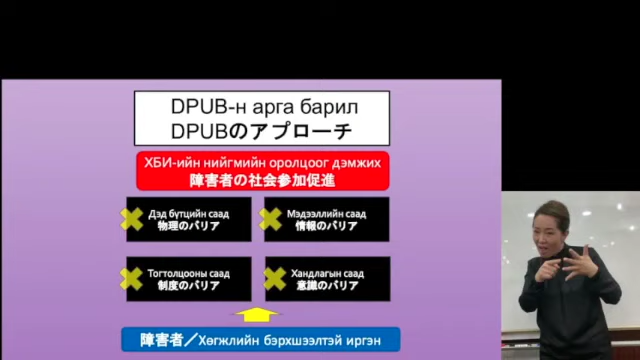 DPUB-н арга барил
DPUBのアプローチ
ХБИ-ийн нийгмийн оролцоог дэмжих
障害者の社会参加促進
Дэд бүтцийн саад
物理のバリア
Мэдээллийн саад
情報のバリア
Тогтолцооны саад
制度のバリア
Хандлагын саад
意識のバリア
障害者／Хөгжлийн бэрхшээлтэй иргэн